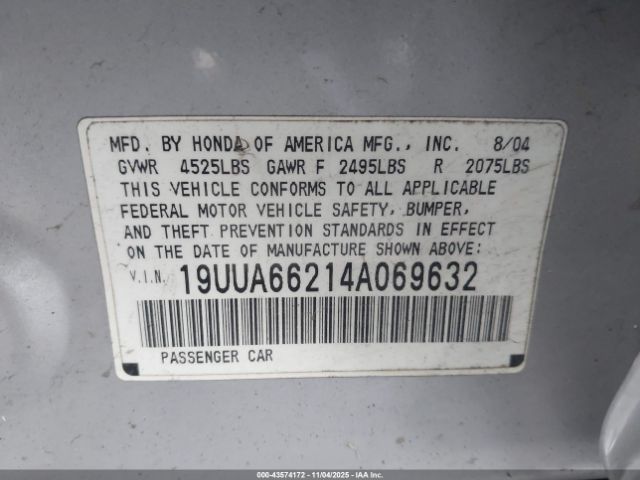 MFD. BY HONDA OF AMERICA MFG., INC. 8/04
GVWR 4525LBS GAWR F 2495LBS R 2075LBS
THIS VEHICLE CONFORMS TO ALL APPLICABLE
FEDERAL MOTOR VEHICLE SAFETY, BUMPER,
AND THEFT PREVENTION STANDARDS IN EFFECT
ON THE DATE OF MANUFACTURE SHOWN ABOVE:
V.I.N. 19UUA66214A069632
PASSENGER CAR
000-43574172 - 11/04/2025 - IAAI.COM